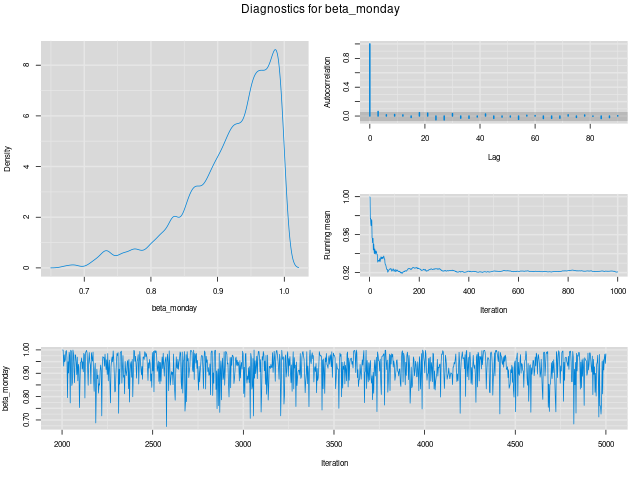 Diagnostics for beta_monday
Density
0 2 4 6 8
0.7 0.8 0.9 1.0
beta_monday
Autocorrelation
0.0 0.4 0.8
0 20 40 60 80
Lag
Running mean
0.92 0.96 1.00
0 200 400 600 800 1000
Iteration
beta_monday
0.70 0.80 0.90 1.00
2000 2500 3000 3500 4000 4500 5000
Iteration